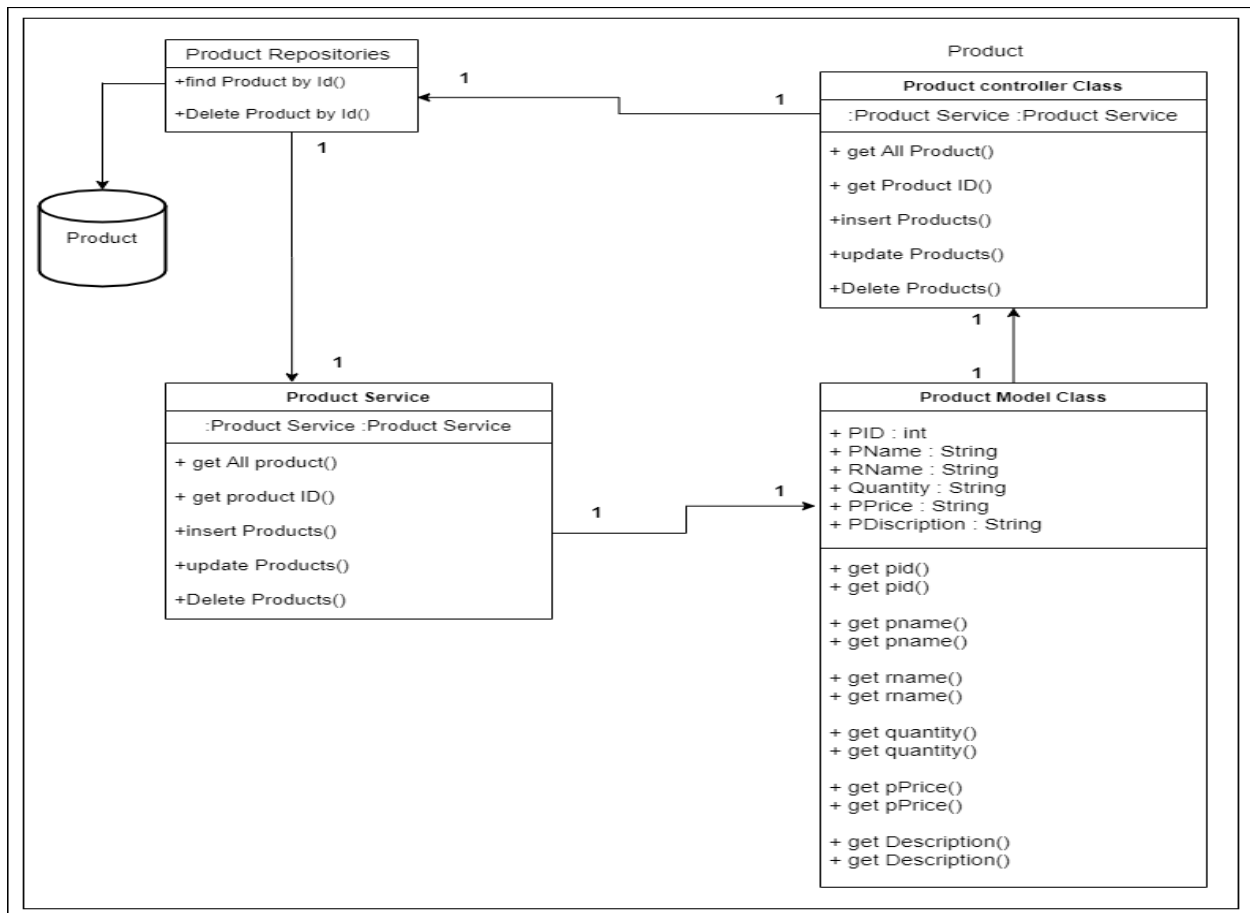 Product Repositories
+find Product by Id()
+Delete Product by Id()
1
1
1
Product
Product
Product controller Class
:Product Service :Product Service
+ get All Product()
+ get Product ID()
+insert Products()
+update Products()
+Delete Products()
1
1
1
Product Service
:Product Service :Product Service
+ get All product()
+ get product ID()
+insert Products()
+update Products()
+Delete Products()
1
1
Product Model Class
+ PID : int
+ PName : String
+ RName : String
+ Quantity : String
+ PPrice : String
+ PDiscription : String
+ get pid()
+ get pid()
+ get pname()
+ get pname()
+ get rname()
+ get rname()
+ get quantity()
+ get quantity()
+ get pPrice()
+ get pPrice()
+ get Description()
+ get Description()